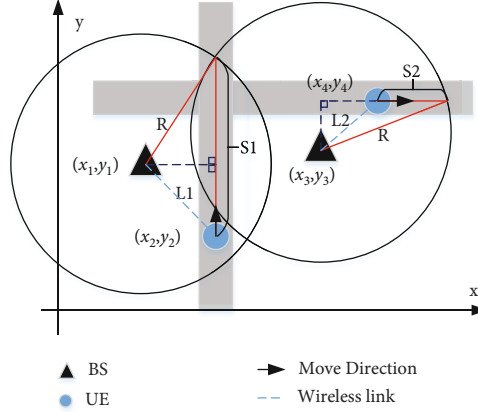 y
S2
(x4,y4)
R
L2
S1
R
(x1,y1)
(x3,y3)
L1
(x2,y2)
x
BS
Move Direction
UE
Wireless link